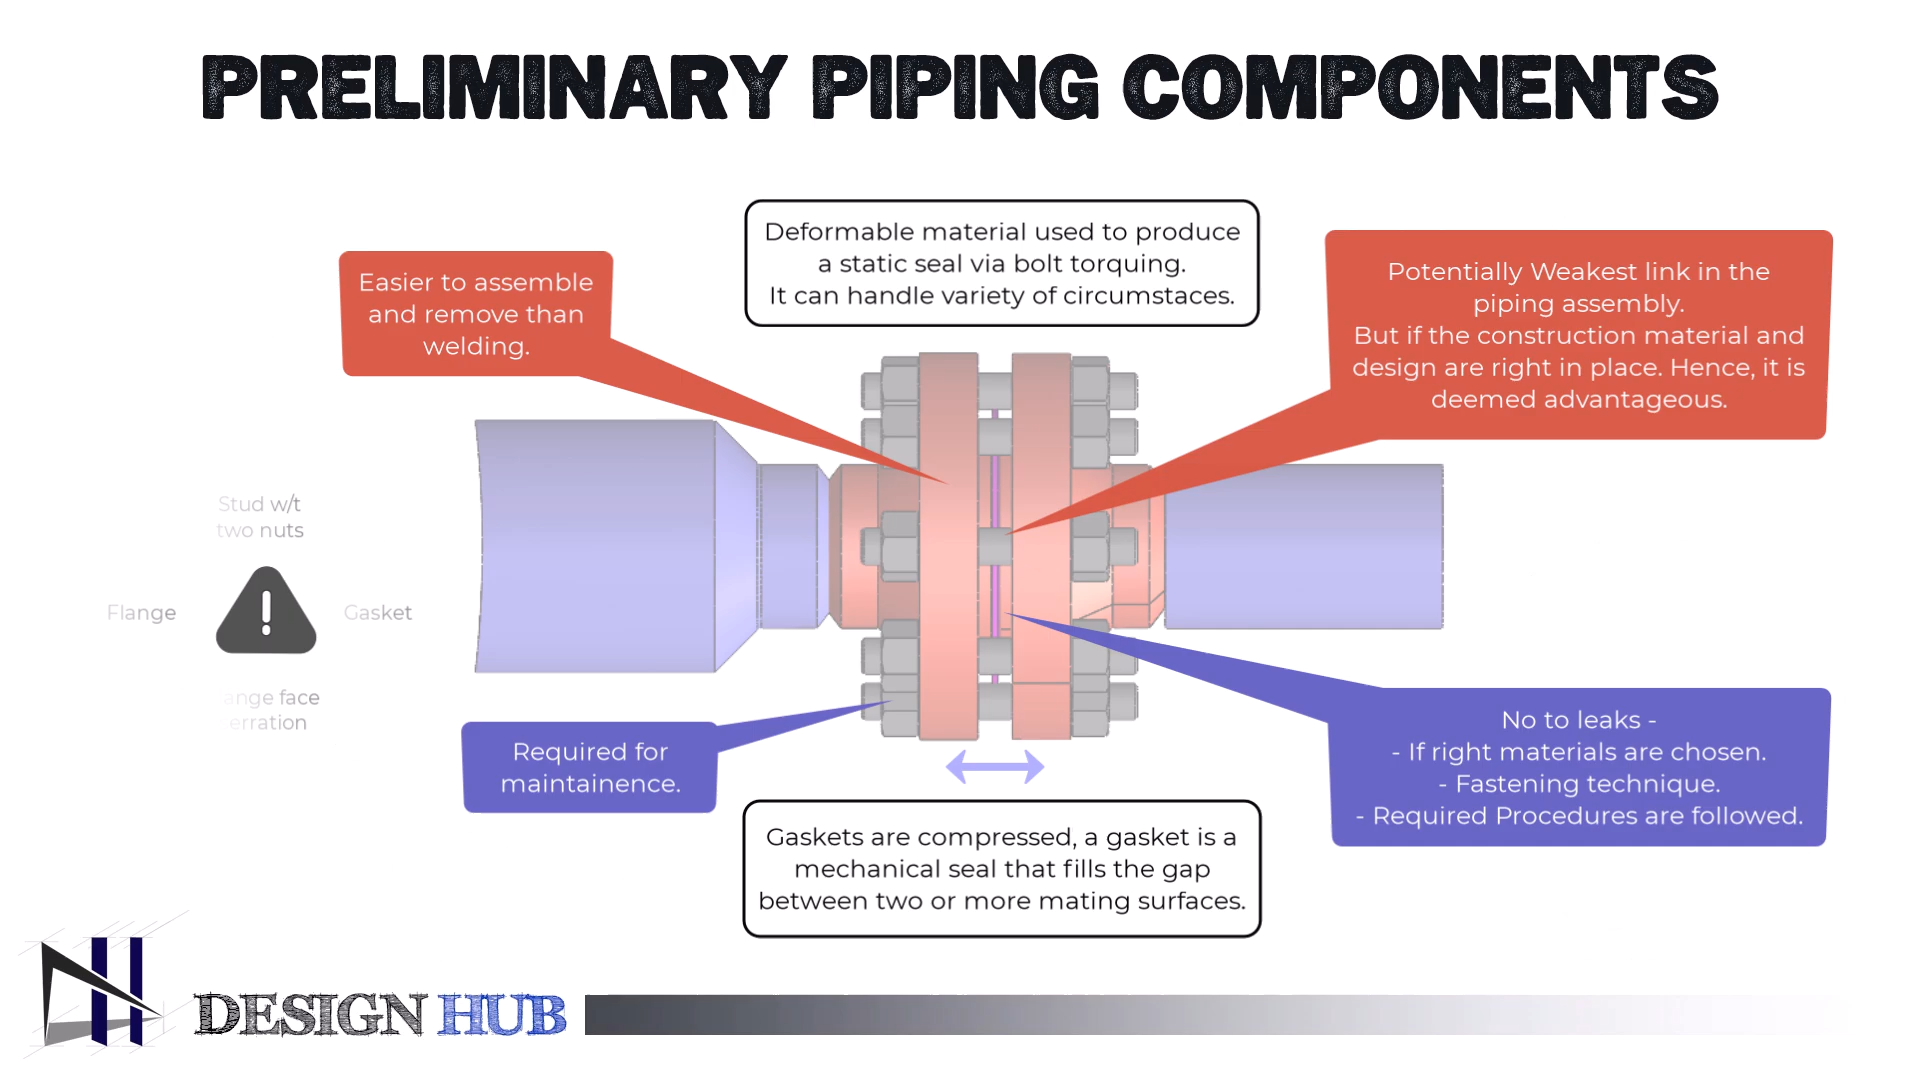 PRELIMINARY PIPING COMPONENTS
Deformable material used to produce
a static seal via bolt torquing.
It can handle variety of circumstaces.
Easier to assemble
and remove than
welding.
Potentially Weakest link in the
piping assembly.
But if the construction material and
design are right in place. Hence, it is
deemed advantageous.
Stud w/t
two nuts
Flange
Gasket
face
Required for
maintainence.
No to leaks -
- If right materials are chosen.
- Fastening technique.
- Required Procedures are followed.
Gaskets are compressed, a gasket is a
mechanical seal that fills the gap
between two or more mating surfaces.
DESIGN HUB